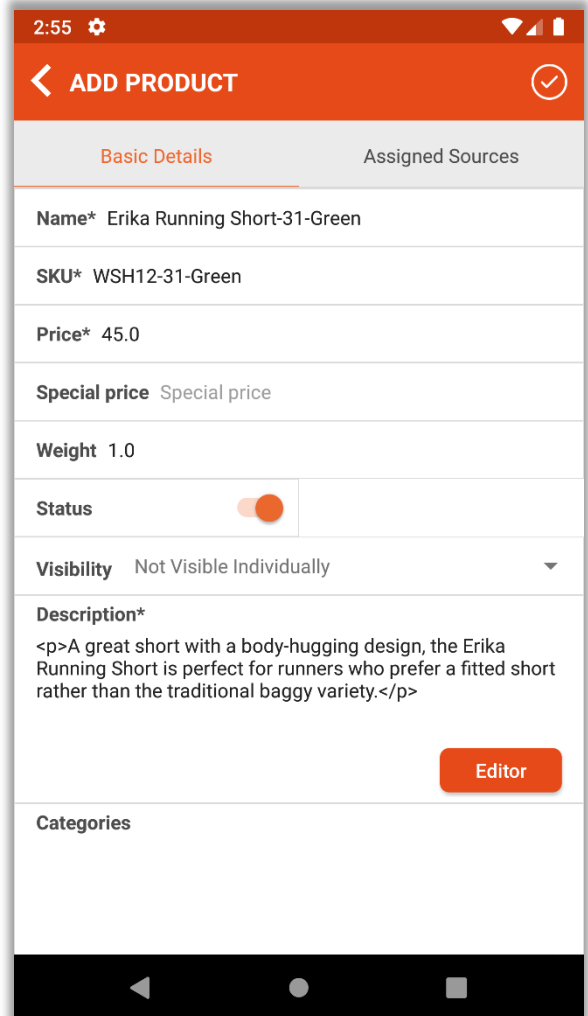 2:55
ADD PRODUCT
Basic Details Assigned Sources
Name* Erika Running Short-31-Green
SKU* WSH12-31-Green
Price* 45.0
Special price Special price
Weight 1.0
Status
Visibility Not Visible Individually
Description*
<p>A great short with a body-hugging design, the Erika
Running Short is perfect for runners who prefer a fitted short
rather than the traditional baggy variety.</p>
Editor
Categories